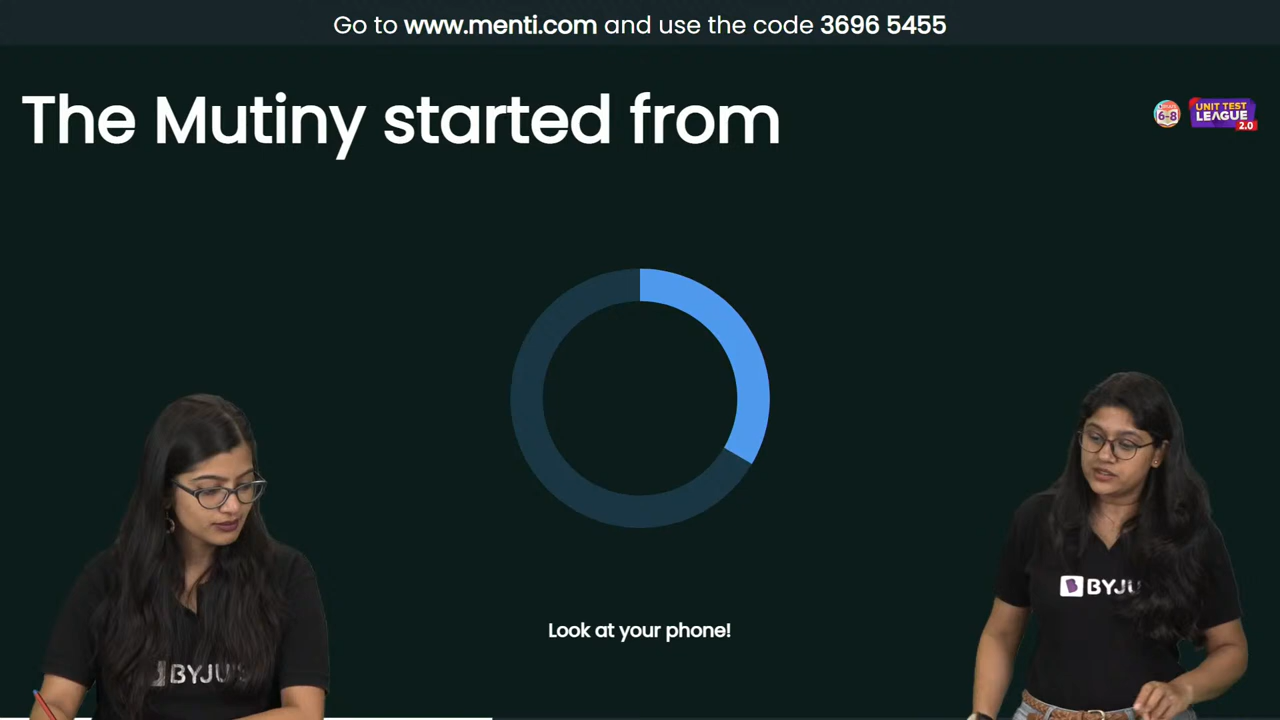 Go to www.menti.com and use the code 3696 5455
The Mutiny started from
6-8
UNIT TEST
LEAGUE
2.0
Look at your phone!
BYJU'S
BYJU